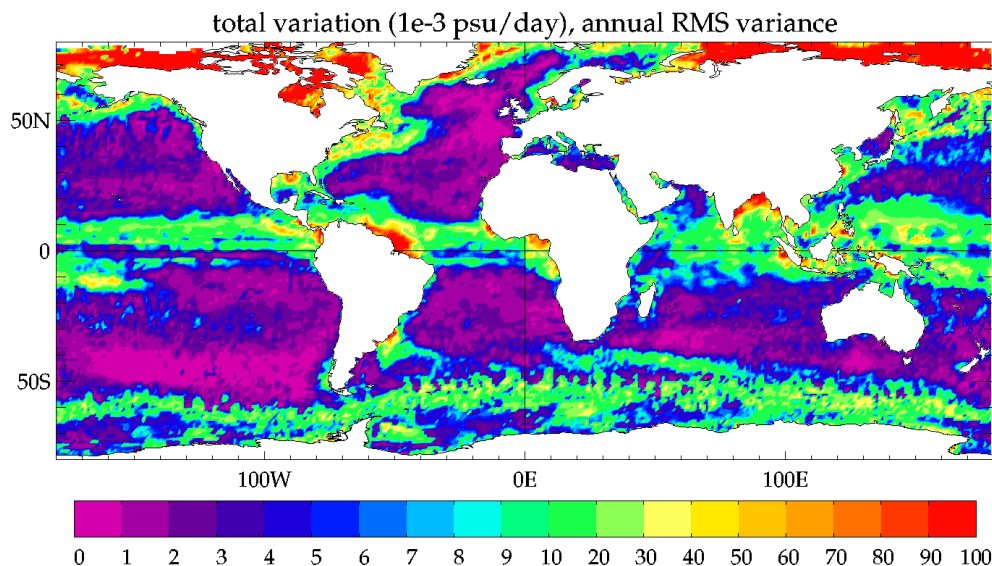 total variation (1e-3 psu/day), annual RMS variance
50N
0
50S
100W 0E 100E
0 1 2 3 4 5 6 7 8 9 10 20 30 40 50 60 70 80 90 100